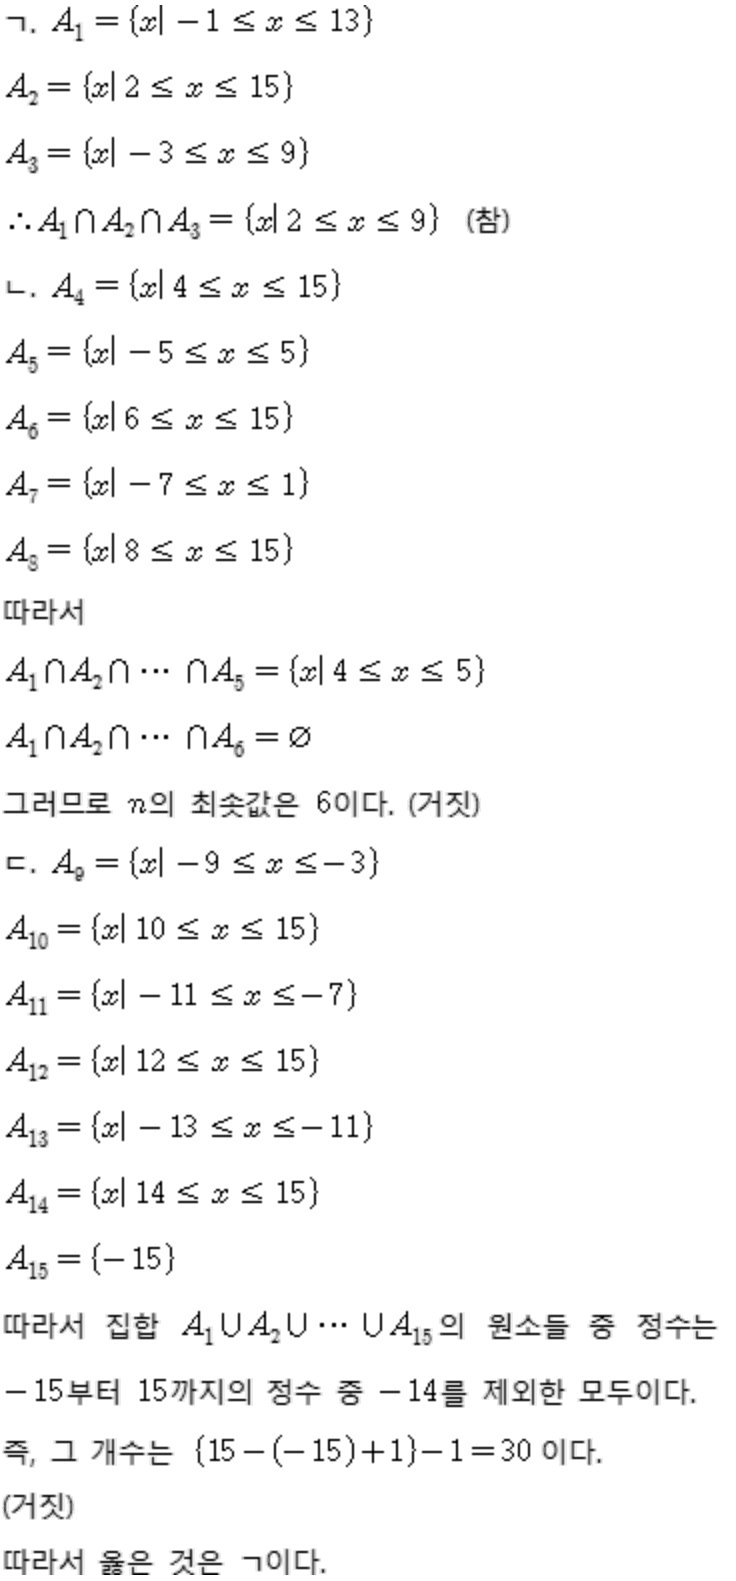 ㄱ. A₁ = {x| −1 ≤ x ≤ 13}
A₂ = {x| 2 ≤ x ≤ 15}
A₃ = {x| −3 ≤ x ≤ 9}
∴ A₁∩A₂∩A₃ = {x| 2 ≤ x ≤ 9} (참)
ㄴ. A₄ = {x| 4 ≤ x ≤ 15}
A₅ = {x| −5 ≤ x ≤ 5}
A₆ = {x| 6 ≤ x ≤ 15}
A₇ = {x| −7 ≤ x ≤ 1}
A₈ = {x| 8 ≤ x ≤ 15}
따라서
A₁∩A₂∩ ⋯ ∩A₅ = {x| 4 ≤ x ≤ 5}
A₁∩A₂∩ ⋯ ∩A₆ = ∅
그러므로 n의 최솟값은 6이다. (거짓)
ㄷ. A₉ = {x| −9 ≤ x ≤−3}
A₁₀ = {x| 10 ≤ x ≤ 15}
A₁₁ = {x| −11 ≤ x ≤−7}
A₁₂ = {x| 12 ≤ x ≤ 15}
A₁₃ = {x| −13 ≤ x ≤−11}
A₁₄ = {x| 14 ≤ x ≤ 15}
A₁₅ = {−15}
따라서 집합 A₁∪A₂∪ ⋯ ∪A₁₅의 원소들 중 정수는
−15부터 15까지의 정수 중 −14를 제외한 모두이다.
즉, 그 개수는 {15−(−15)+1}−1=30 이다.
(거짓)
따라서 옳은 것은 ㄱ이다.